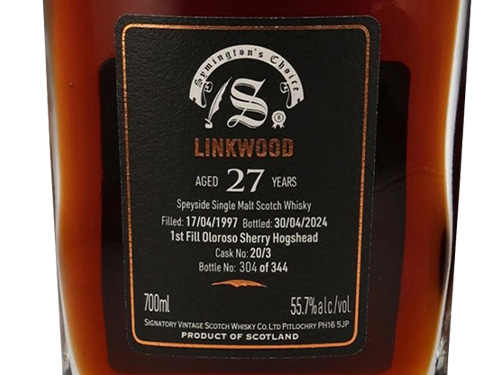 Symington's Choice
S
LINKWOOD
AGED 27 YEARS
Speyside Single Malt Scotch Whisky
Filled: 17/04/1997 Bottled: 30/04/2024
1st Fill Oloroso Sherry Hogshead
Cask No: 20/3
Bottle No: 304 of 344
700ml 55.7%alc/vol
SIGNATORY VINTAGE SCOTCH WHISKY CO. LTD PITLOCHRY PH16 5JP
PRODUCT OF SCOTLAND